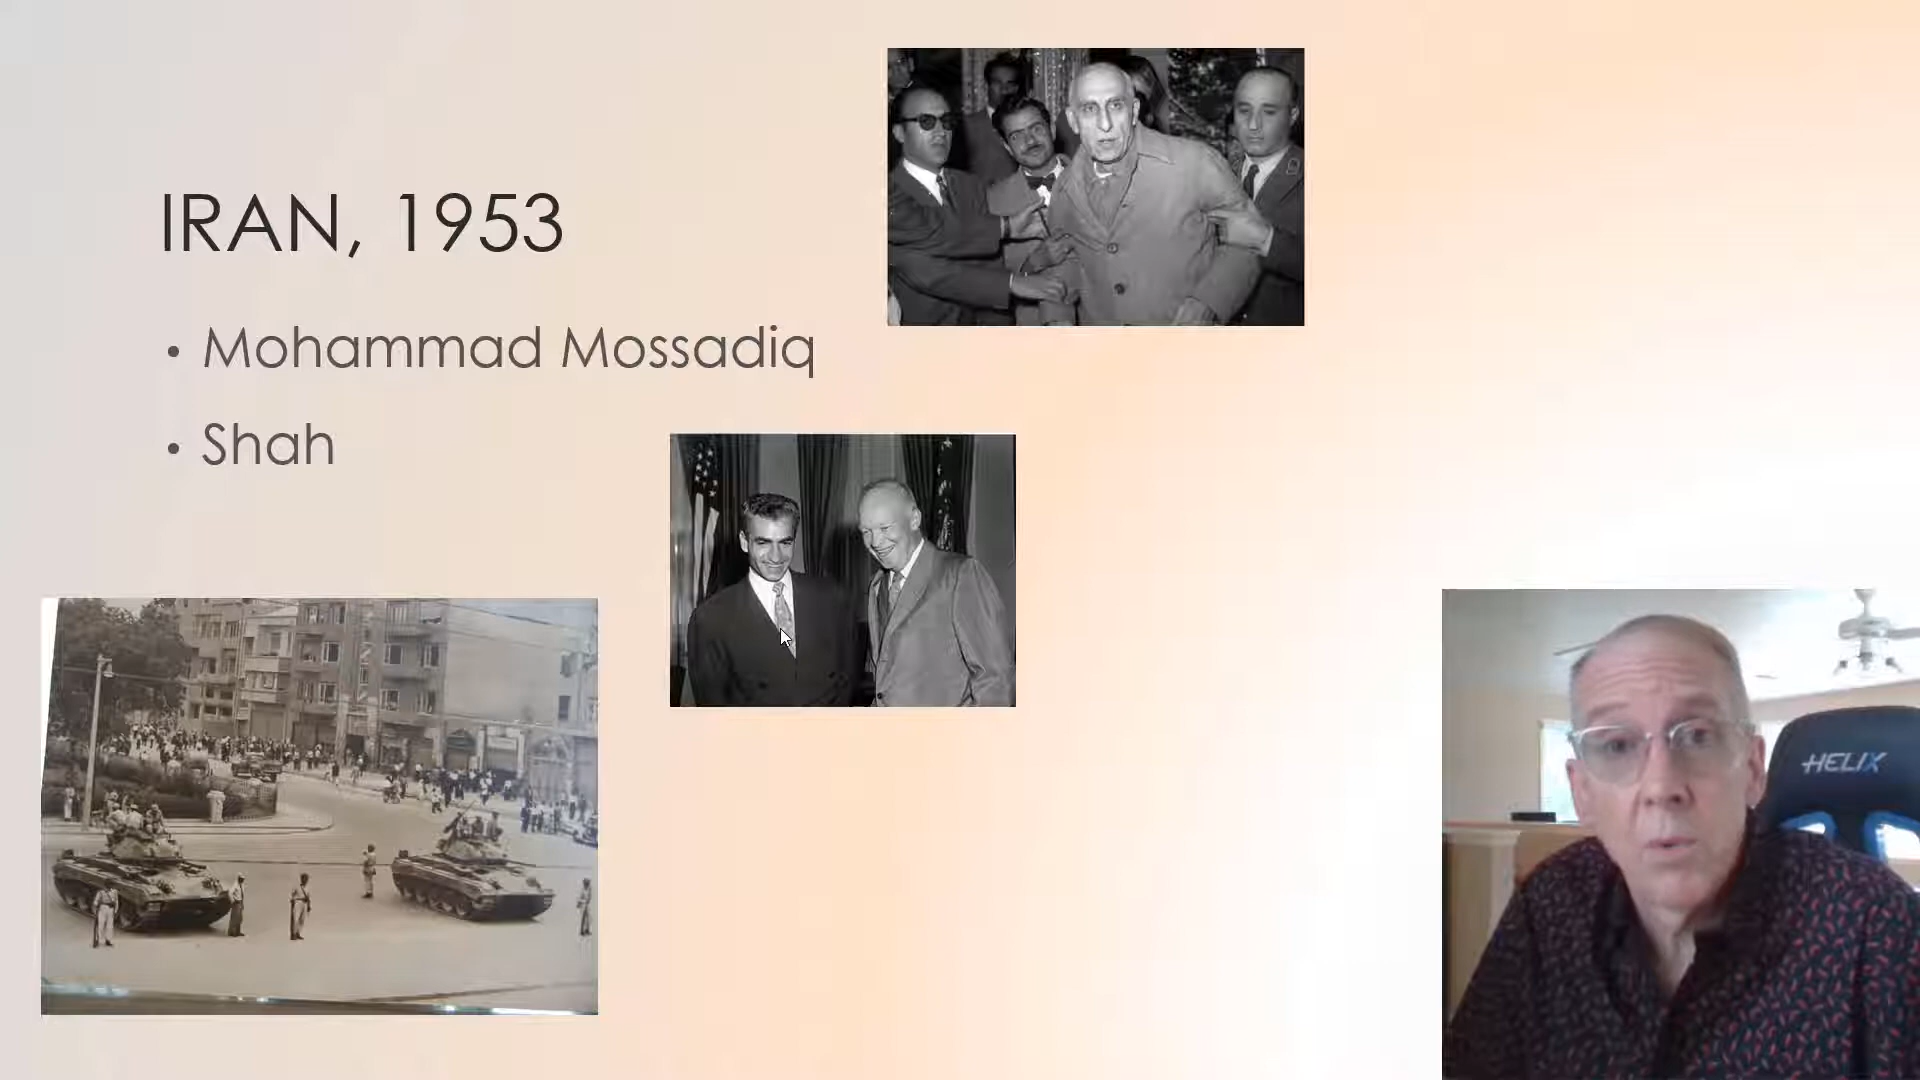 IRAN, 1953
• Mohammad Mossadiq
• Shah
HELIX